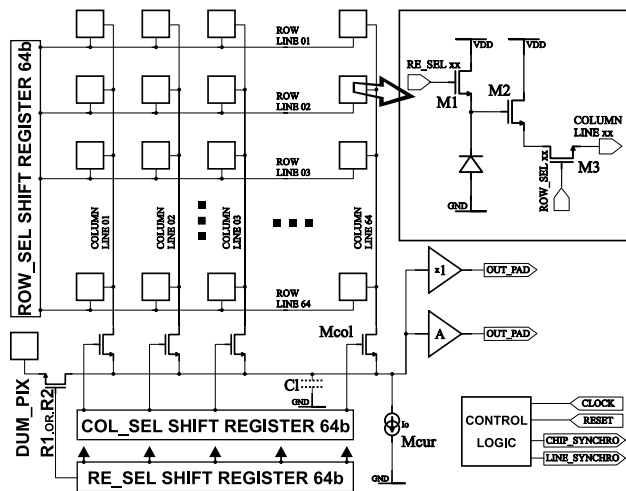 ROW_SEL SHIFT REGISTER 64b
ROW
LINE 01
ROW
LINE 02
ROW
LINE 03
ROW
LINE 64
COLUMN
LINE 01
COLUMN
LINE 02
COLUMN
LINE 03
COLUMN
LINE 64
VDD
VDD
RE_SEL xx
M1
M2
COLUMN
LINE xx
M3
ROW_SEL xx
GND
x1
OUT_PAD
A
OUT_PAD
Mcol
DUM_PIX
R1.OR.R2
Cl
GND
Io
Mcur
GND
COL_SEL SHIFT REGISTER 64b
RE_SEL SHIFT REGISTER 64b
CONTROL
LOGIC
CLOCK
RESET
CHIP_SYNCHRO
LINE_SYNCHRO